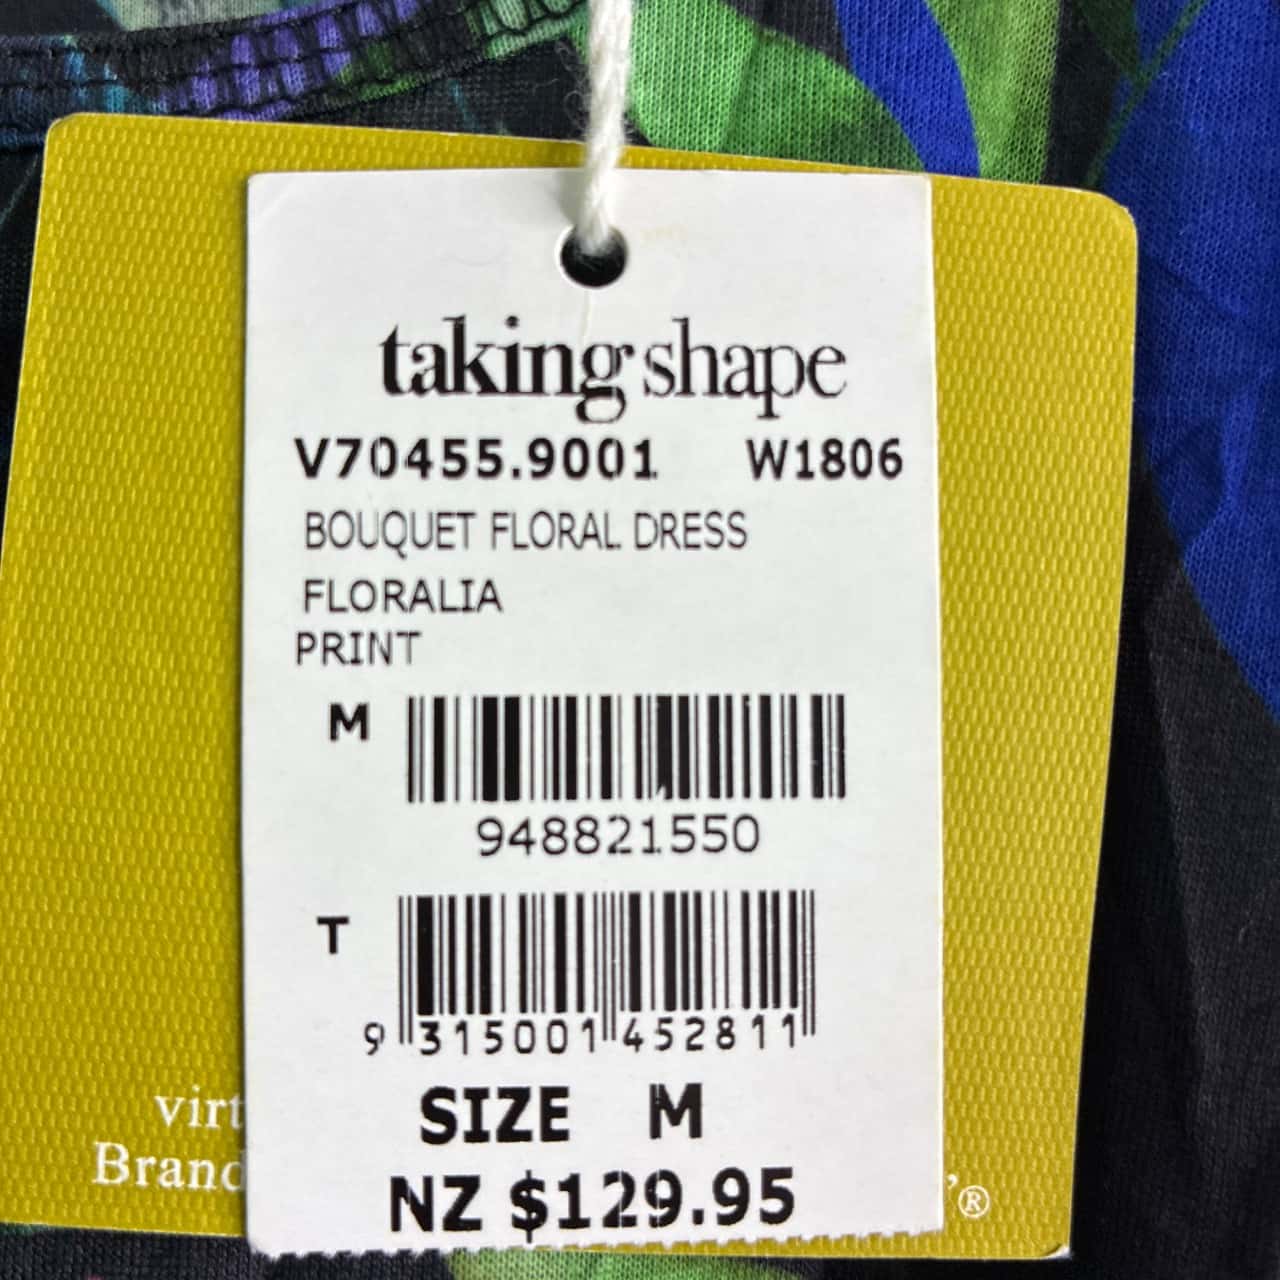 taking shape
V70455.9001 W1806
BOUQUET FLORAL DRESS
FLORALIA
PRINT
M
948821550
T
9 315001 452811
SIZE M
NZ $129.95
virt
Brand
’®